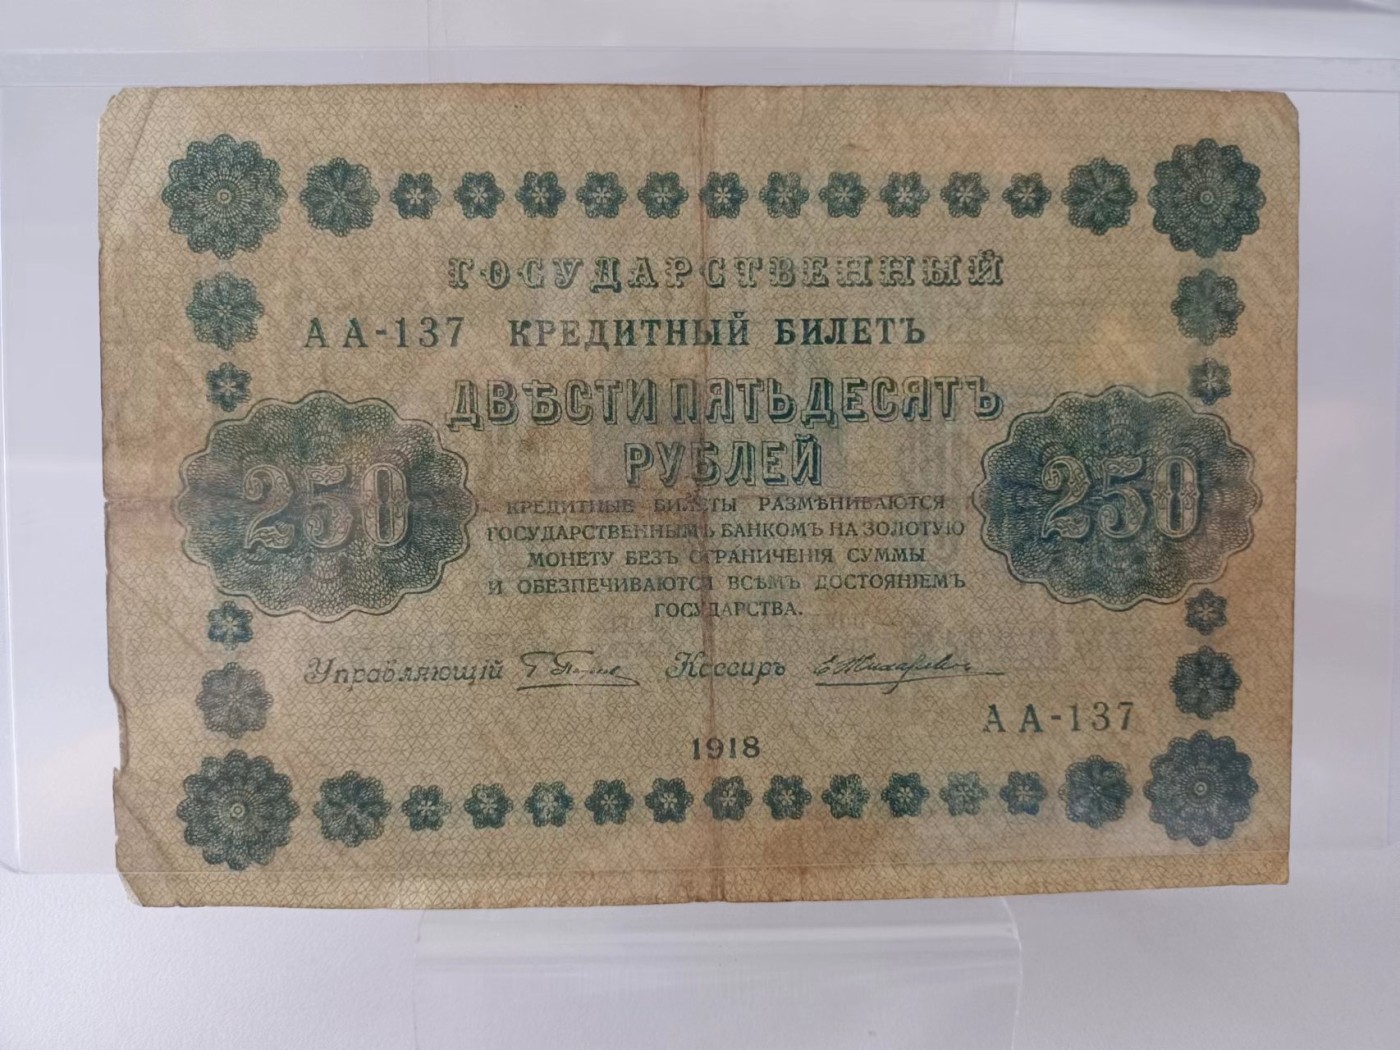 ГОСУДАРСТВЕННЫЙ
АА-137 КРЕДИТНЫЙ БИЛЕТЪ
ДВѢСТИ ПЯТЬДЕСЯТЪ
РУБЛЕЙ
250 250
КРЕДИТНЫЕ БИЛЕТЫ РАЗМѢНИВАЮТСЯ
ГОСУДАРСТВЕННЫМЪ БАНКОМЪ НА ЗОЛОТУЮ
МОНЕТУ БЕЗЪ ОГРАНИЧЕНІЯ СУММЫ
И ОБЕЗПЕЧИВАЮТСЯ ВСѢМЪ ДОСТОЯНІЕМЪ
ГОСУДАРСТВА.
Управляющій Кассиръ
АА-137
1918